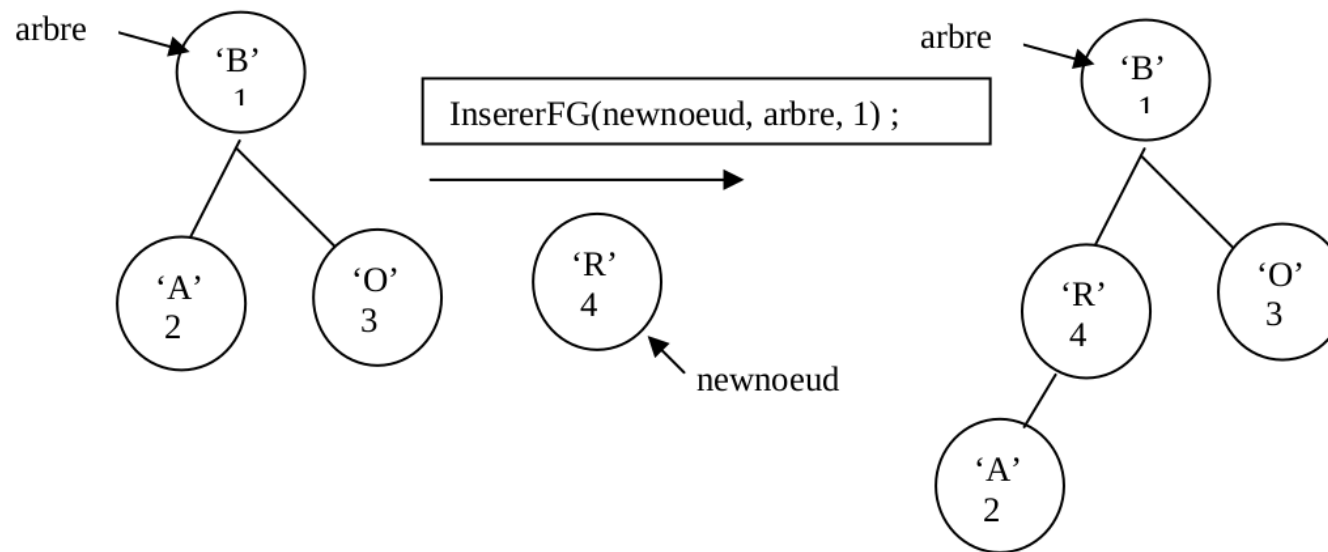 arbre
‘B’
1
‘A’
2
‘O’
3
InsererFG(newnoeud, arbre, 1) ;
‘R’
4
newnoeud
arbre
‘B’
1
‘R’
4
‘O’
3
‘A’
2